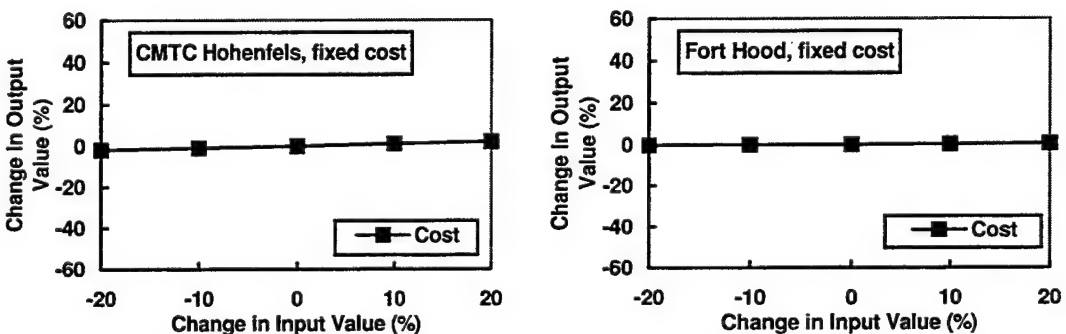 CMTC Hohenfels, fixed cost
Change In Output
Value (%)
60
40
20
0
-20
-40
-60
Cost
-20 -10 0 10 20
Change in Input Value (%)
Fort Hood, fixed cost
Change In Output
Value (%)
60
40
20
0
-20
-40
-60
Cost
-20 -10 0 10 20
Change in Input Value (%)